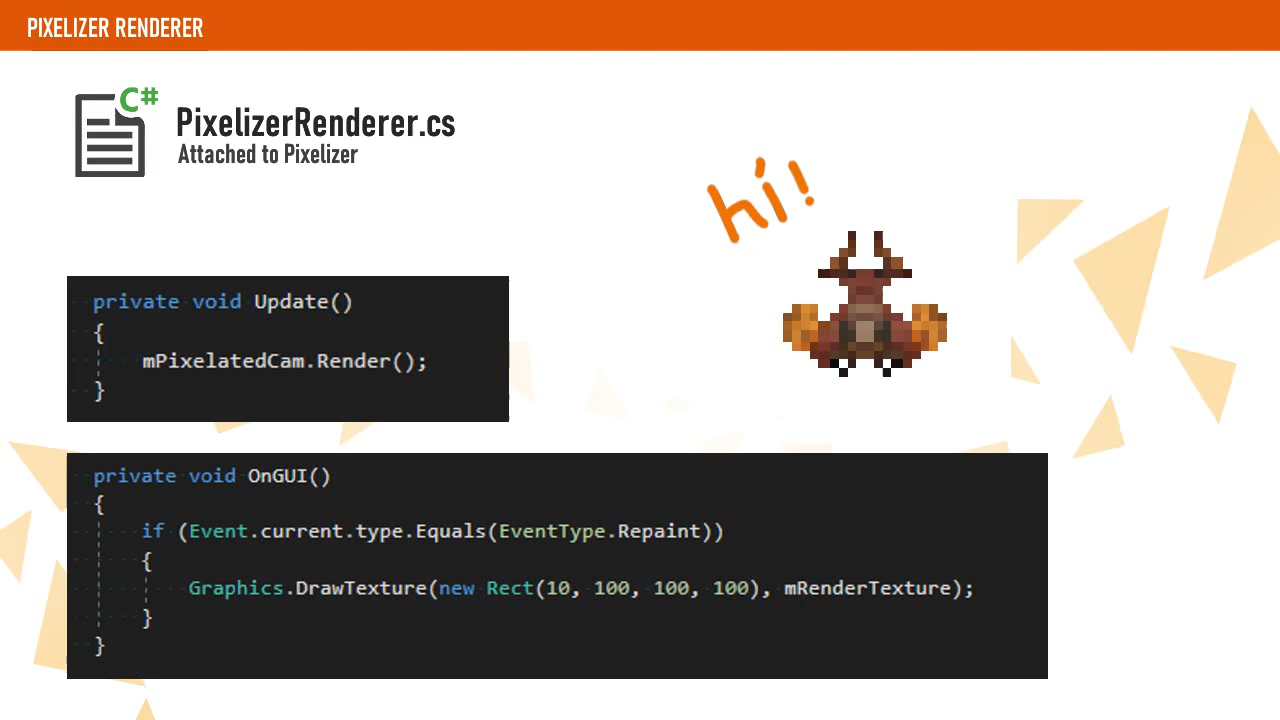 PIXELIZER RENDERER
C#
PixelizerRenderer.cs
Attached to Pixelizer
hi!
private void Update()
{
mPixelatedCam.Render();
}
private void OnGUI()
{
if (Event.current.type.Equals(EventType.Repaint))
{
Graphics.DrawTexture(new Rect(10, 100, 100, 100), mRenderTexture);
}
}